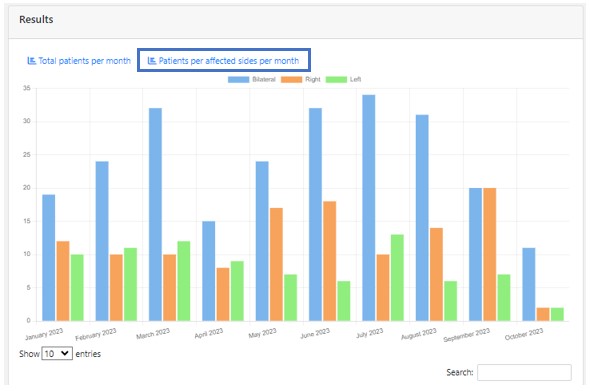 Results
Total patients per month Patients per affected sides per month
Bilateral Right Left
35
30
25
20
15
10
5
0
January 2023 February 2023 March 2023 April 2023 May 2023 June 2023 July 2023 August 2023 September 2023 October 2023
Show 10 entries
Search: